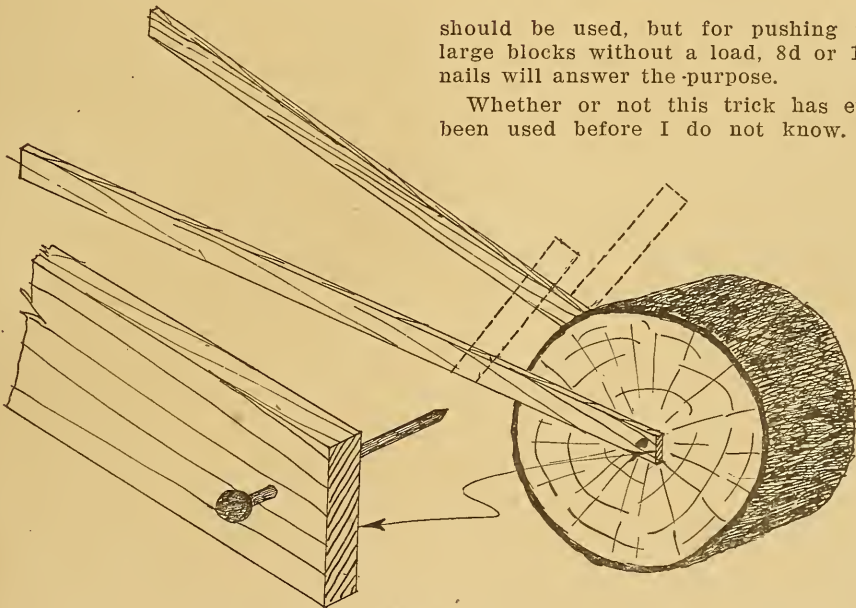 should be used, but for pushing
large blocks without a load, 8d or 1
nails will answer the purpose.
Whether or not this trick has e
been used before I do not know.